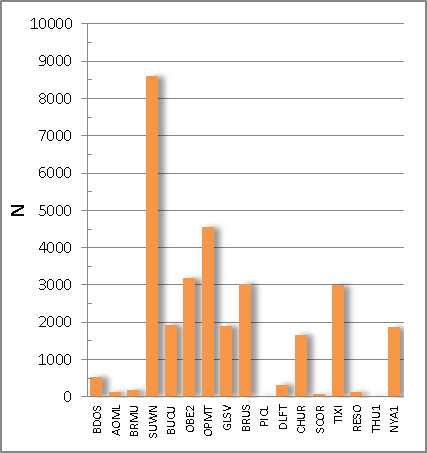 10000
9000
8000
7000
6000
5000
4000
3000
2000
1000
0
N
BDOS
AOML
BRMU
SUWN
BUCU
OBE2
OPMT
GLSV
BRUS
PICL
DLFT
CHUR
SCOR
TIXI
RESO
THU1
NYA1